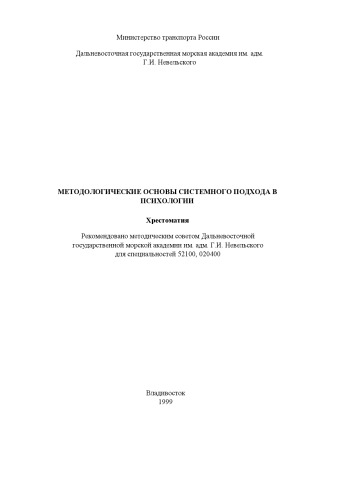 Министерство транспорта России
Дальневосточная государственная морская академия им. адм.
Г.И. Невельского
МЕТОДОЛОГИЧЕСКИЕ ОСНОВЫ СИСТЕМНОГО ПОДХОДА В
ПСИХОЛОГИИ
Хрестоматия
Рекомендовано методическим советом Дальневосточной
государственной морской академии им. адм. Г.И. Невельского
для специальностей 52100, 020400
Владивосток
1999